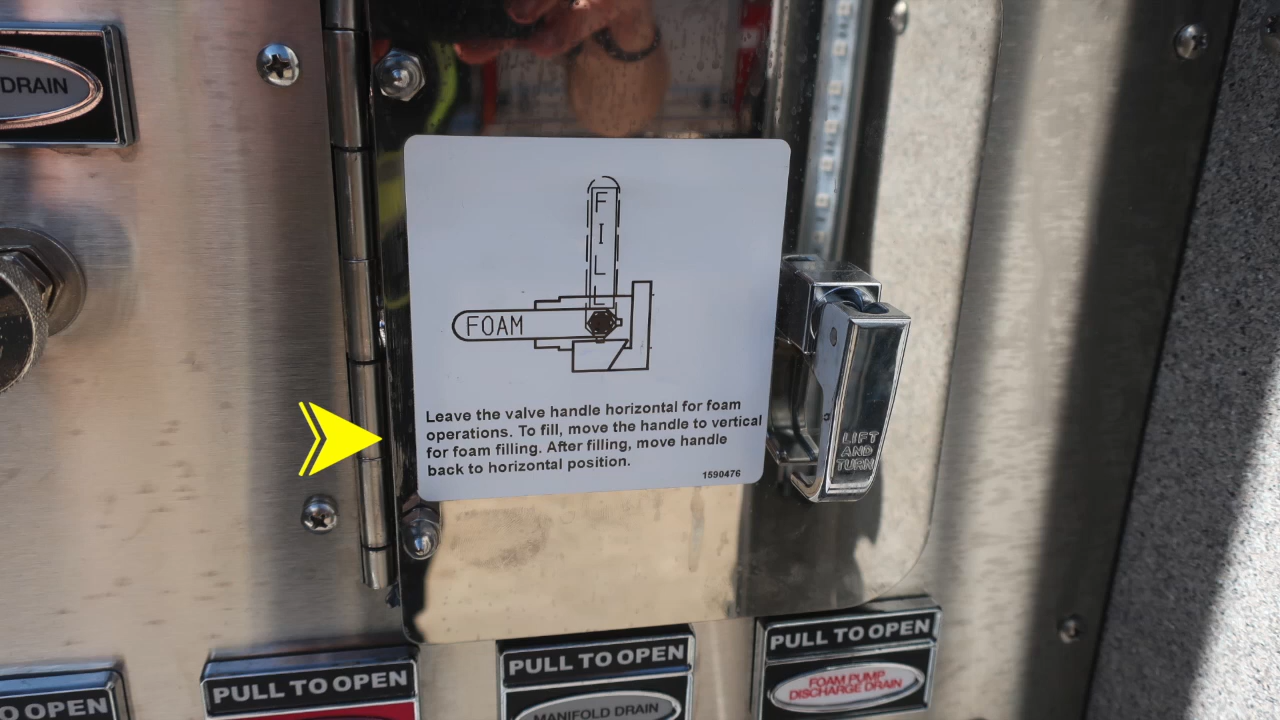 DRAIN
FILL
FOAM
Leave the valve handle horizontal for foam
operations. To fill, move the handle to vertical
for foam filling. After filling, move handle
back to horizontal position.
1590476
LIFT
AND
TURN
PULL TO OPEN
FOAM PUMP
DISCHARGE DRAIN
PULL TO OPEN
MANIFOLD DRAIN
PULL TO OPEN
TO OPEN